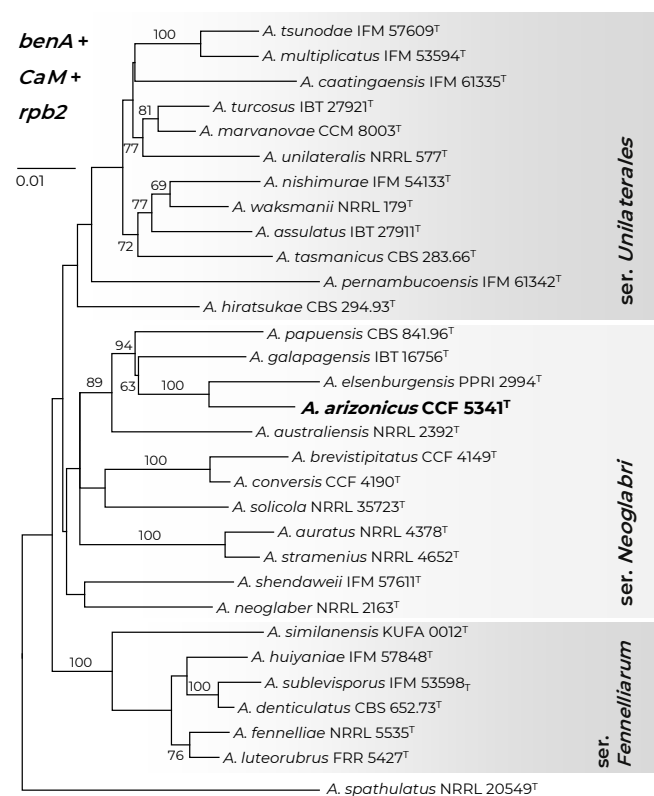 benA +
CaM +
rpb2
0.01
100
A. tsunodae IFM 57609ᵀ
A. multiplicatus IFM 53594ᵀ
A. caatingaensis IFM 61335ᵀ
81
A. turcosus IBT 27921ᵀ
A. marvanovae CCM 8003ᵀ
77
A. unilateralis NRRL 577ᵀ
69
A. nishimurae IFM 54133ᵀ
77
A. waksmanii NRRL 179ᵀ
A. assulatus IBT 27911ᵀ
72
A. tasmanicus CBS 283.66ᵀ
A. pernambucoensis IFM 61342ᵀ
A. hiratsukae CBS 294.93ᵀ
ser. Unilaterales
A. papuensis CBS 841.96ᵀ
94
A. galapagensis IBT 16756ᵀ
89
63
100
A. elsenburgensis PPRI 2994ᵀ
A. arizonicus CCF 5341ᵀ
A. australiensis NRRL 2392ᵀ
100
A. brevistipitatus CCF 4149ᵀ
A. conversis CCF 4190ᵀ
A. solicola NRRL 35723ᵀ
100
A. auratus NRRL 4378ᵀ
A. stramenius NRRL 4652ᵀ
A. shendaweii IFM 57611ᵀ
A. neoglaber NRRL 2163ᵀ
ser. Neoglabri
100
A. similanensis KUFA 0012ᵀ
A. huiyaniae IFM 57848ᵀ
100
A. sublevisporus IFM 53598ᴛ
A. denticulatus CBS 652.73ᵀ
A. fennelliae NRRL 5535ᵀ
76
A. luteorubrus FRR 5427ᵀ
ser.
Fennelliarum
A. spathulatus NRRL 20549ᵀ